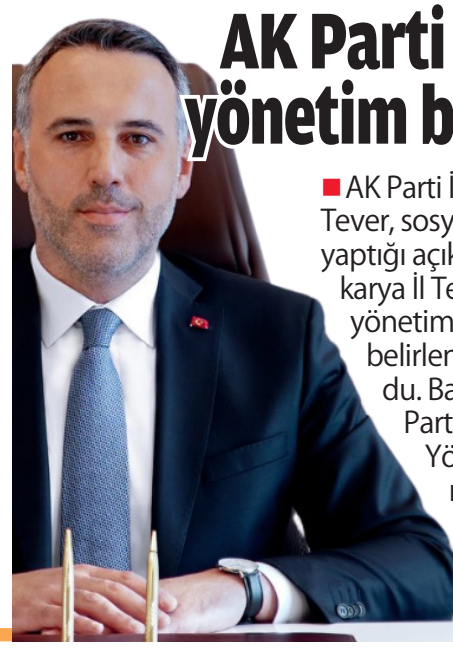 AK Parti
yönetim b
AK Parti İ
Tever, sosy
yaptığı açık
karya İl Te
yönetim
belirlen
du. Ba
Part
Yö